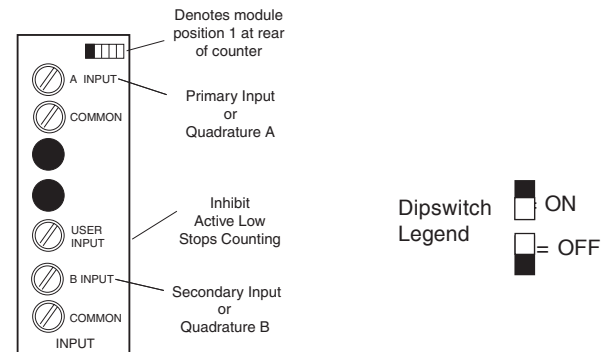 Denotes module
position 1 at rear
of counter
A INPUT
Primary Input
or
Quadrature A
COMMON
USER
INPUT
Inhibit
Active Low
Stops Counting
B INPUT
Secondary Input
or
Quadrature B
COMMON
INPUT
Dipswitch
Legend
: ON
= OFF